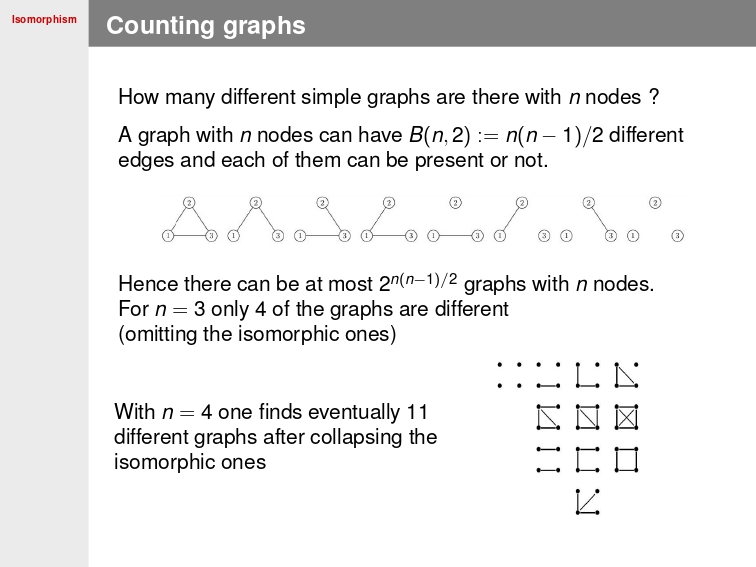 Isomorphism
Counting graphs
How many different simple graphs are there with n nodes ?
A graph with n nodes can have B(n, 2) := n(n − 1)/2 different
edges and each of them can be present or not.
2 2 2 2 2 2 2 2
1 3 1 3 1 3 1 3 1 3 1 3 1 3 1 3
Hence there can be at most 2^{n(n−1)/2} graphs with n nodes.
For n = 3 only 4 of the graphs are different
(omitting the isomorphic ones)
With n = 4 one finds eventually 11
different graphs after collapsing the
isomorphic ones